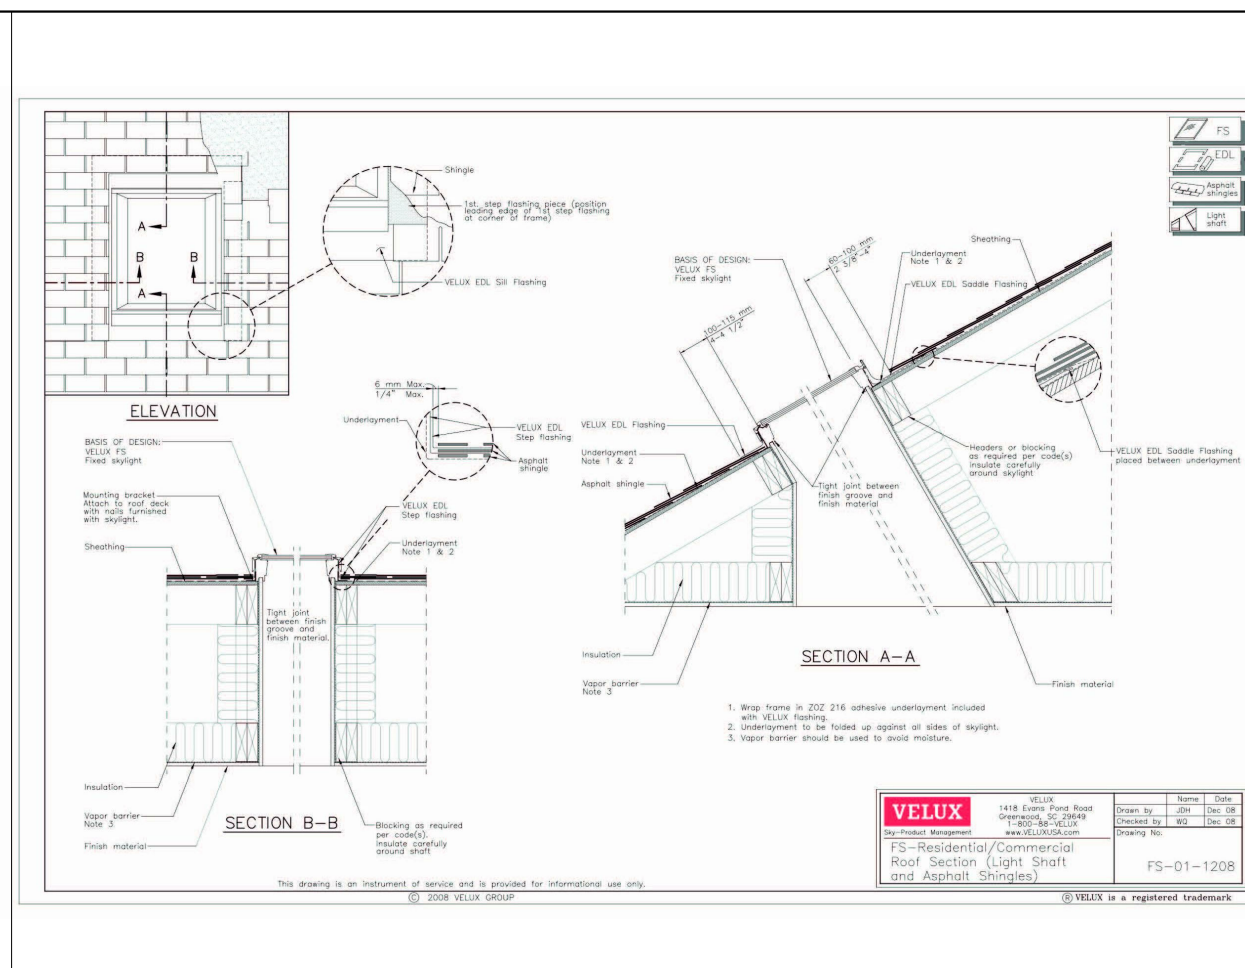 FS
EDL
Asphalt
shingles
Light
shaft
A
B
B
A
ELEVATION
Shingle
1st. step flashing piece (position
leading edge of 1st step flashing
at corner of frame)
VELUX EDL Sill Flashing
6 mm Max.
1/4" Max.
Underlayment
VELUX EDL
Step flashing
Asphalt
shingle
BASIS OF DESIGN:
VELUX FS
Fixed skylight
Mounting bracket
Attach to roof deck
with nails furnished
with skylight.
Sheathing
VELUX EDL
Step flashing
Underlayment
Note 1 & 2
Tight joint
between finish
groove and
finish material.
Insulation
Vapor barrier
Note 3
Finish material
SECTION B-B
Blocking as required
per code(s).
Insulate carefully
around shaft
BASIS OF DESIGN:
VELUX FS
Fixed skylight
60-100 mm
2 3/8"-4"
100-115 mm
4-4 1/2"
Sheathing
Underlayment
Note 1 & 2
VELUX EDL Saddle Flashing
VELUX EDL Flashing
Underlayment
Note 1 & 2
Asphalt shingle
Headers or blocking
as required per code(s)
insulate carefully
around skylight
VELUX EDL Saddle Flashing
placed between underlayment
Tight joint between
finish groove and
finish material
Insulation
Vapor barrier
Note 3
SECTION A-A
Finish material
1. Wrap frame in ZOZ 216 adhesive underlayment included
with VELUX flashing.
2. Underlayment to be folded up against all sides of skylight.
3. Vapor barrier should be used to avoid moisture.
VELUX
Sky-Product Management
VELUX
1418 Evans Pond Road
Greenwood, SC 29649
1-800-88-VELUX
www.VELUXUSA.com
Name Date
Drawn by JDH Dec 08
Checked by WQ Dec 08
Drawing No.
FS-01-1208
FS-Residential/Commercial
Roof Section (Light Shaft
and Asphalt Shingles)
This drawing is an instrument of service and is provided for informational use only.
© 2008 VELUX GROUP
® VELUX is a registered trademark